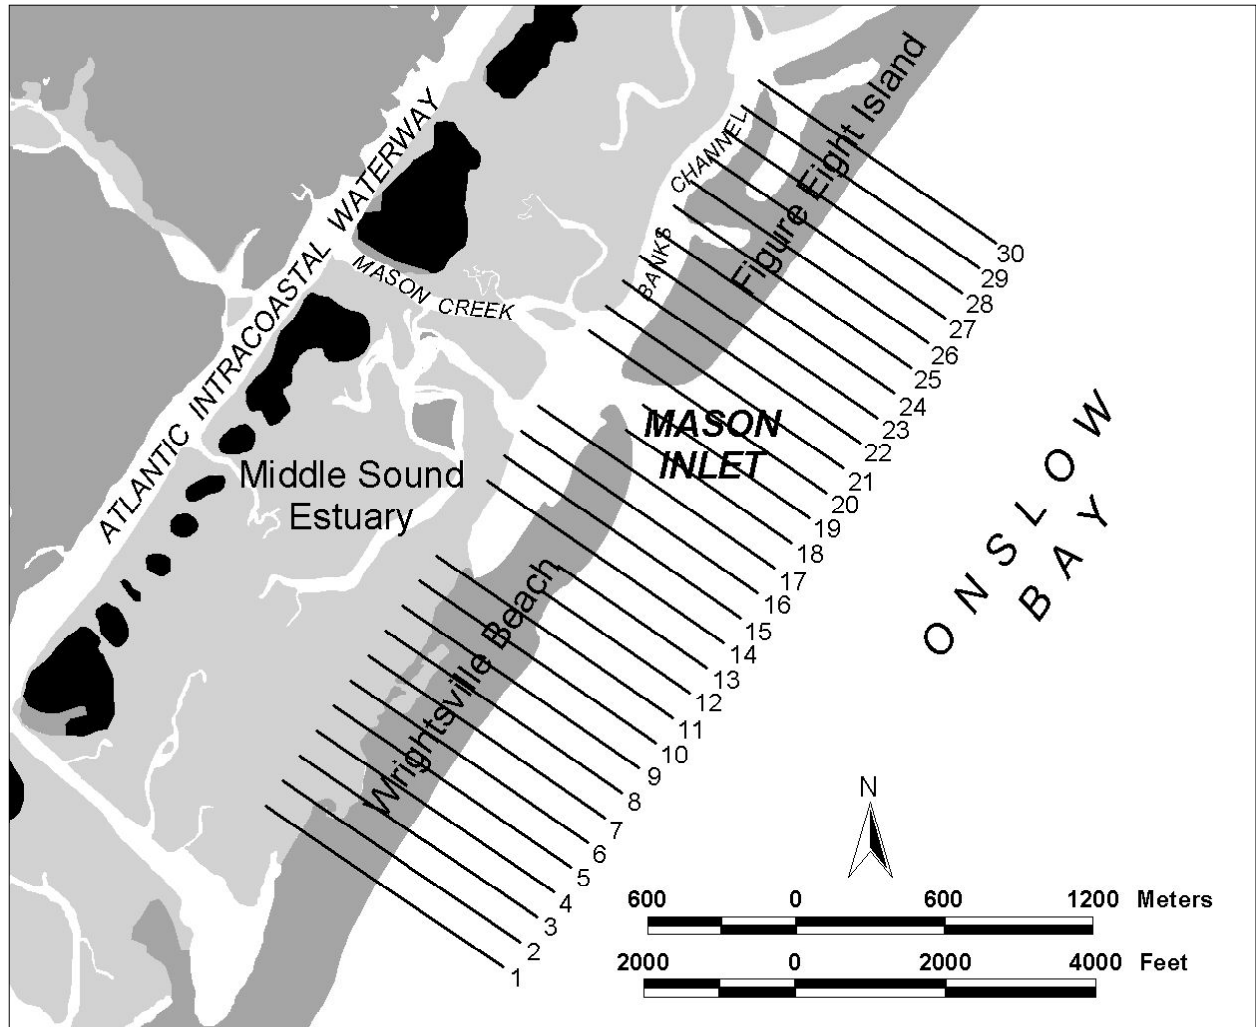 ATLANTIC INTRACOASTAL WATERWAY
MASON CREEK
BANKS CHANNEL
Figure Eight Island
MASON
INLET
Middle Sound
Estuary
Wrightsville Beach
ONSLOW
BAY
30
29
28
27
26
25
24
23
22
21
20
19
18
17
16
15
14
13
12
11
10
9
8
7
6
5
4
3
2
1
N
600 0 600 1200 Meters
2000 0 2000 4000 Feet